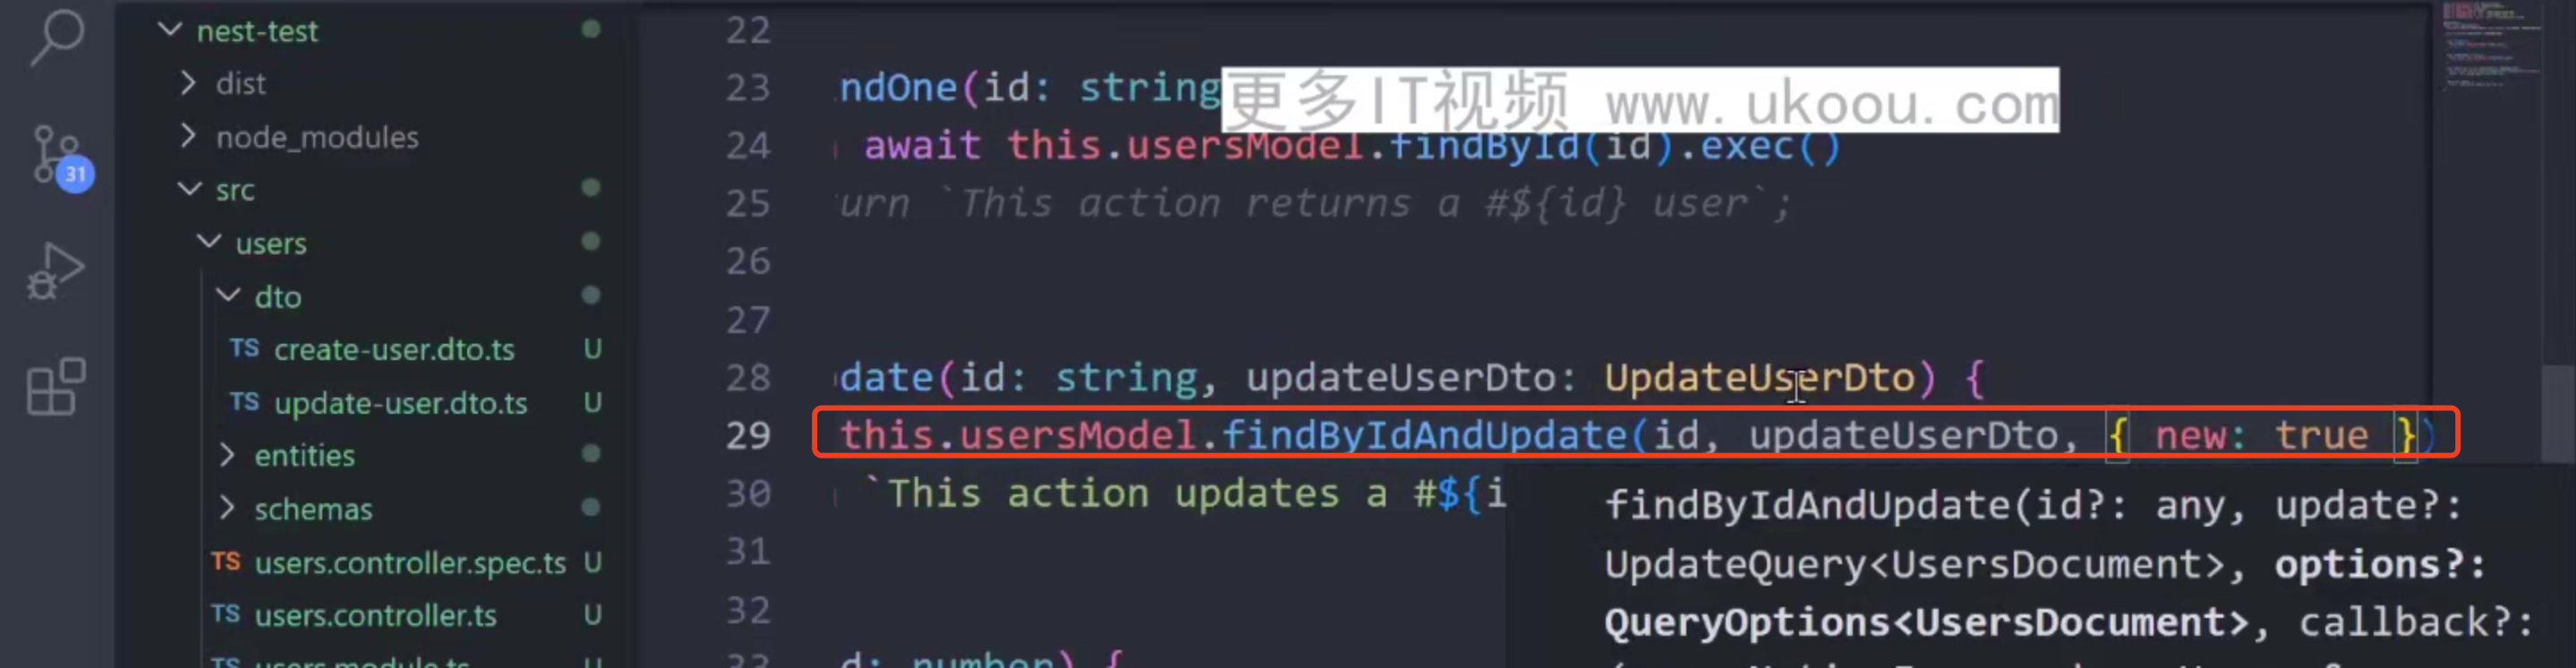 nest-test
dist
node_modules
31
src
users
dto
TS create-user.dto.ts U
TS update-user.dto.ts U
entities
schemas
TS users.controller.spec.ts U
TS users.controller.ts U
TS users.module.ts U
22
23 ndOne(id: string
更多IT视频 www.ukoou.com
24 await this.usersModel.findById(id).exec()
25 urn `This action returns a #${id} user`;
26
27
28 date(id: string, updateUserDto: UpdateUserDto) {
29 this.usersModel.findByIdAndUpdate(id, updateUserDto, { new: true })
30 `This action updates a #${i
31
32
33 d: number) {
findByIdAndUpdate(id?: any, update?:
UpdateQuery<UsersDocument>, options?:
QueryOptions<UsersDocument>, callback?: